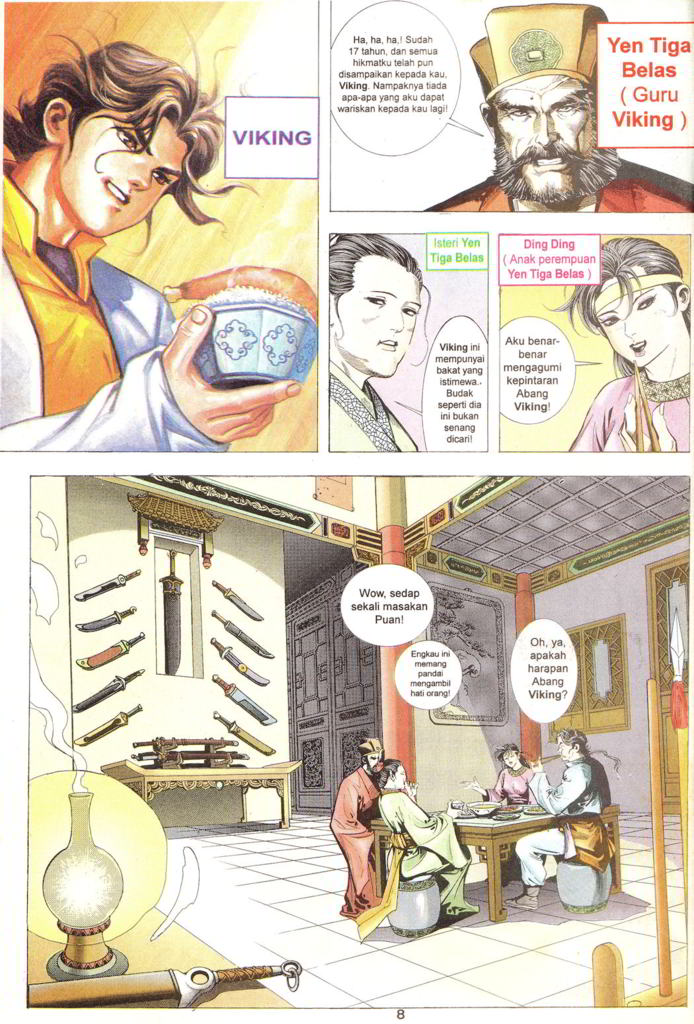 VIKING
Ha, ha, ha,! Sudah
17 tahun, dan semua
hikmatku telah pun
disampaikan kepada kau,
Viking. Nampaknya tiada
apa-apa yang aku dapat
wariskan kepada kau lagi!
Yen Tiga
Belas
( Guru
Viking )
Isteri Yen
Tiga Belas
Viking ini
mempunyai
bakat yang
istimewa..
Budak
seperti dia
ini bukan
senang
dicari!
Ding Ding
( Anak perempuan
Yen Tiga Belas )
Aku benar-
benar
mengagumi
kepintaran
Abang
Viking!
Wow, sedap
sekali masakan
Puan!
Engkau ini
memang
pandai
mengambil
hati orang!
Oh, ya,
apakah
harapan
Abang
Viking?
8